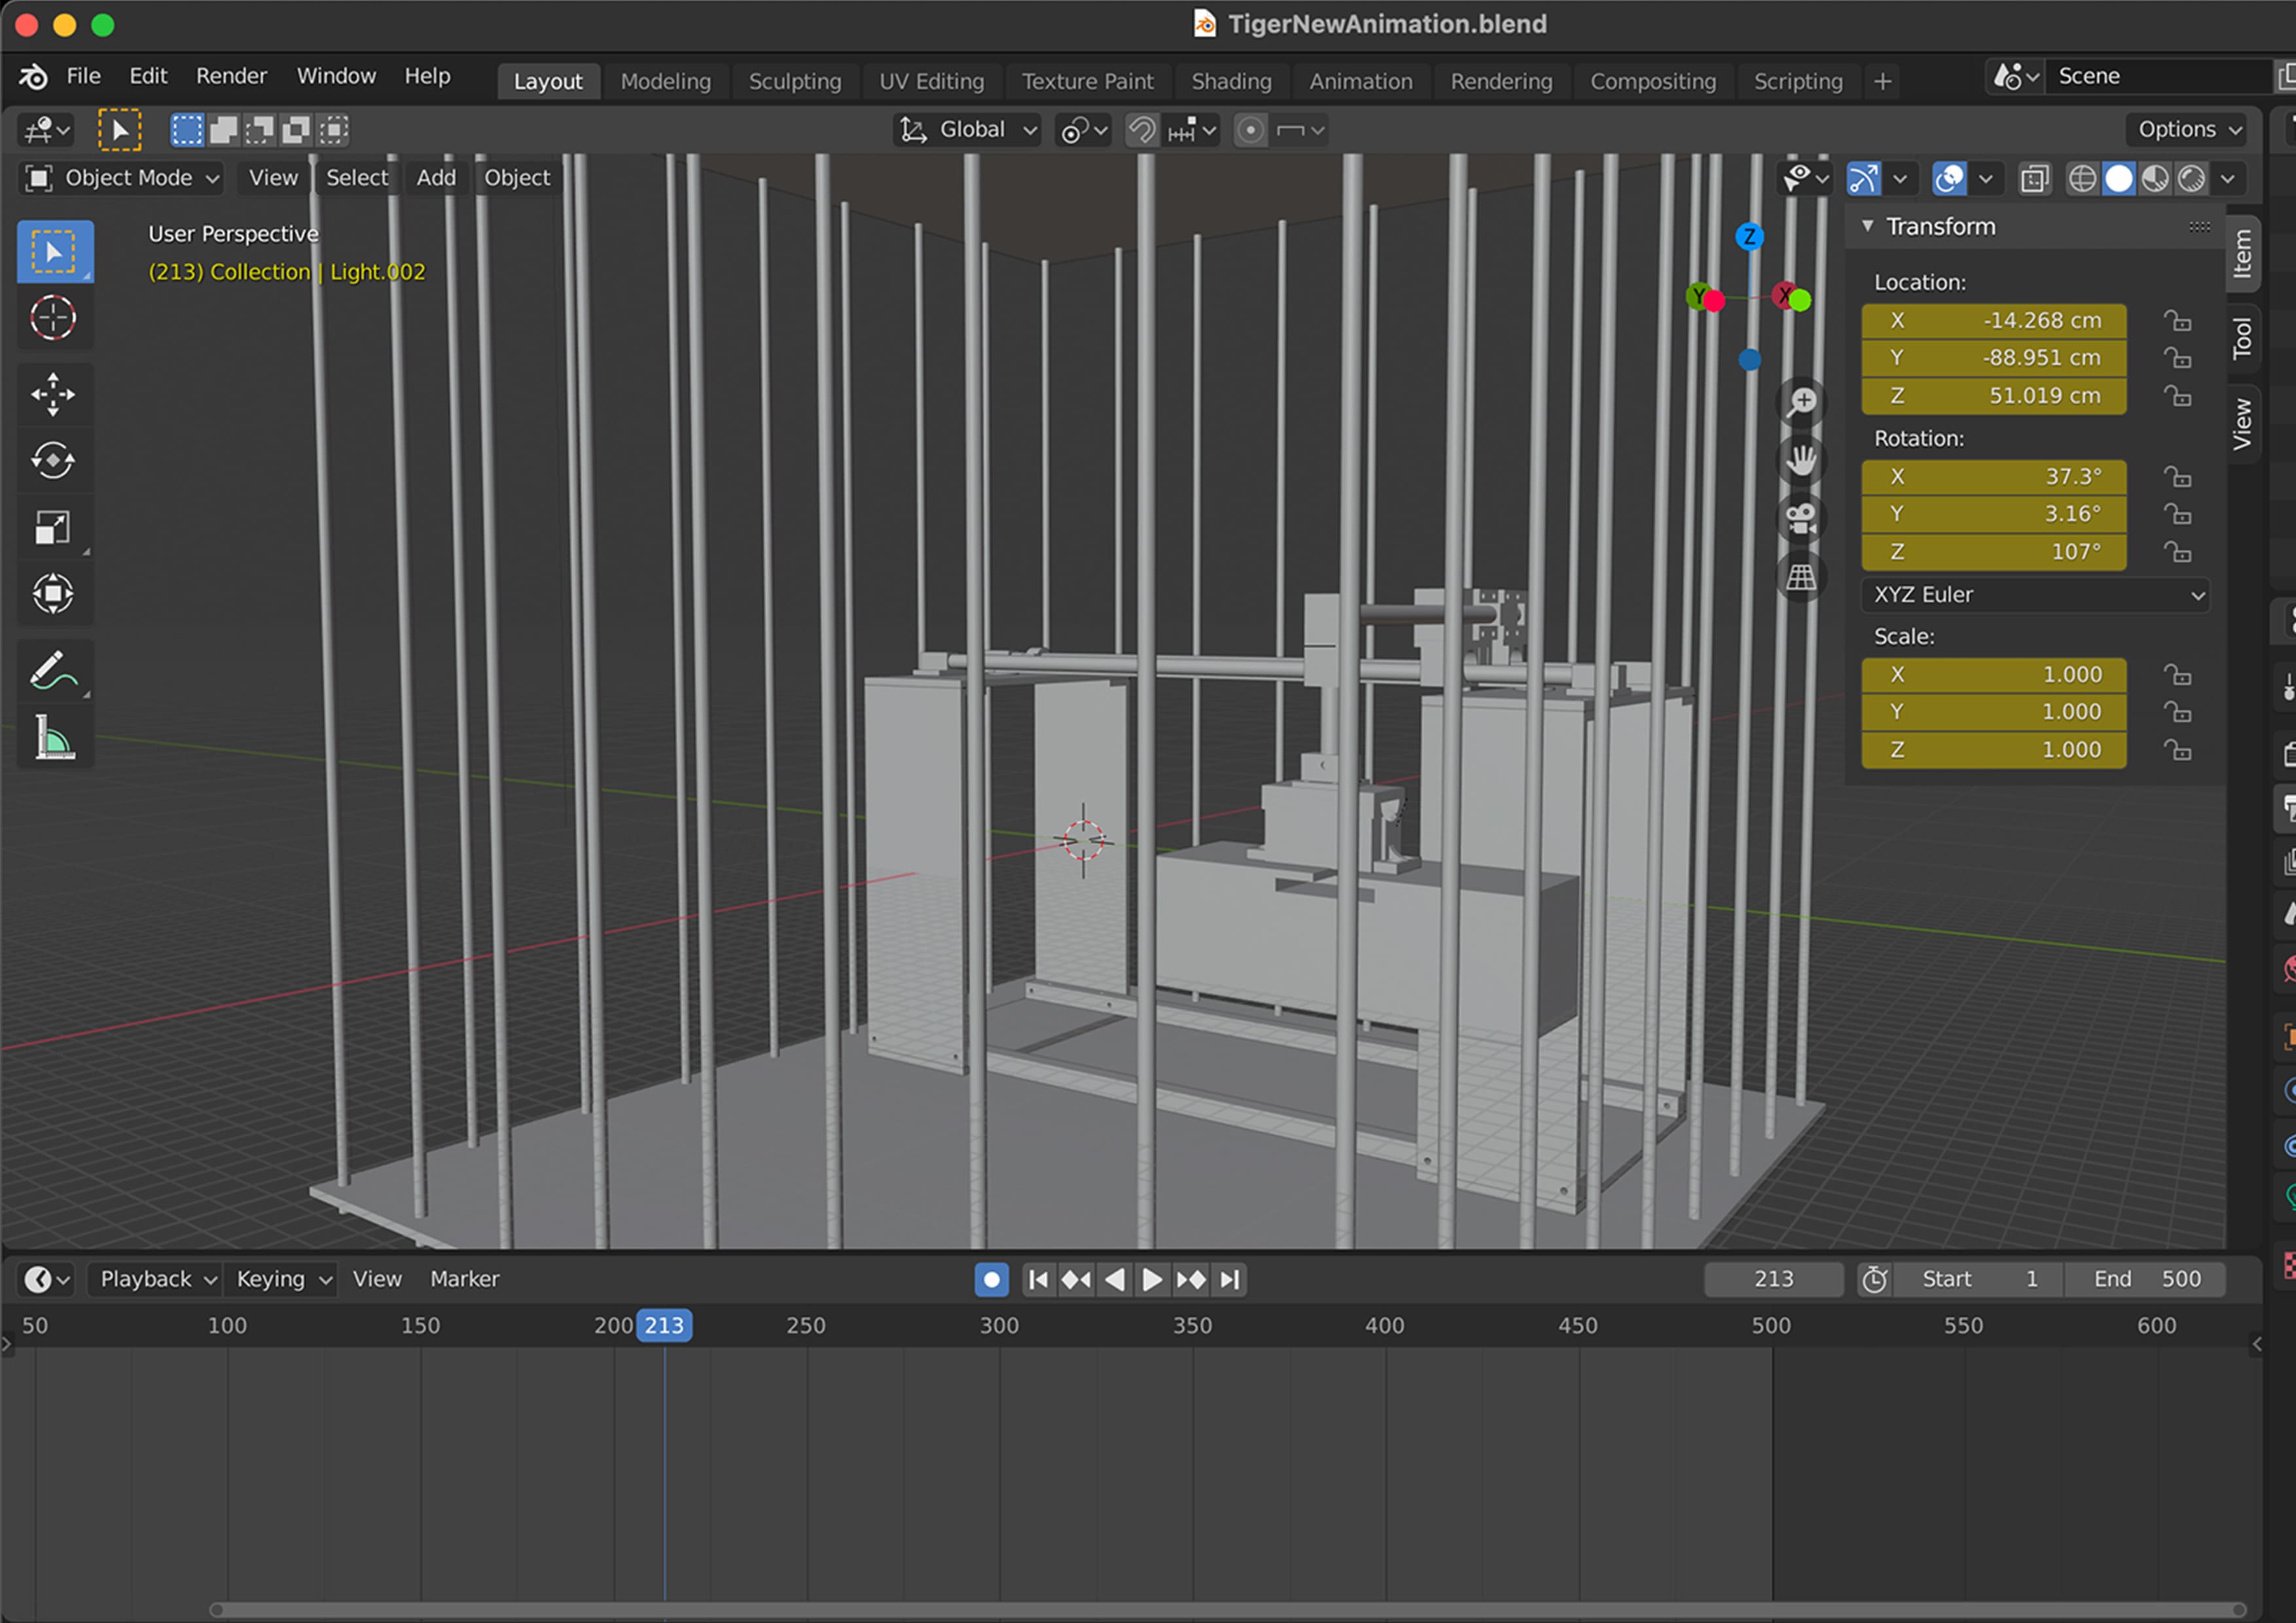 TigerNewAnimation.blend
File Edit Render Window Help Layout Modeling Sculpting UV Editing Texture Paint Shading Animation Rendering Compositing Scripting + Scene
Global Options
Object Mode View Select Add Object
User Perspective
(213) Collection | Light.002
Z
Y X
Transform
Location:
X -14.268 cm
Y -88.951 cm
Z 51.019 cm
Rotation:
X 37.3°
Y 3.16°
Z 107°
XYZ Euler
Scale:
X 1.000
Y 1.000
Z 1.000
Item
Tool
View
Playback Keying View Marker 213 Start 1 End 500
50 100 150 200 213 250 300 350 400 450 500 550 600